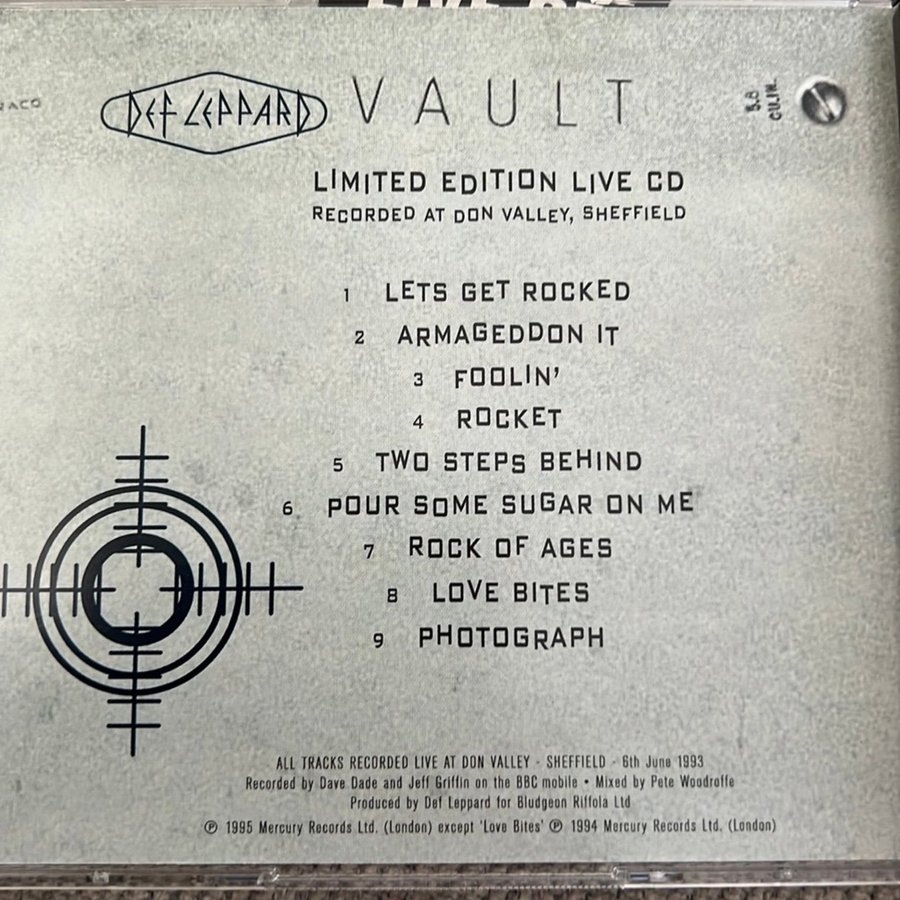 DEF LEPPARD VAULT
5.8
CU.IN.
LIMITED EDITION LIVE CD
RECORDED AT DON VALLEY, SHEFFIELD
1 LETS GET ROCKED
2 ARMAGEDDON IT
3 FOOLIN'
4 ROCKET
5 TWO STEPS BEHIND
6 POUR SOME SUGAR ON ME
7 ROCK OF AGES
8 LOVE BITES
9 PHOTOGRAPH
ALL TRACKS RECORDED LIVE AT DON VALLEY - SHEFFIELD - 6th June 1993
Recorded by Dave Dade and Jeff Griffin on the BBC mobile • Mixed by Pete Woodroffe
Produced by Def Leppard for Bludgeon Riffola Ltd
℗ 1995 Mercury Records Ltd. (London) except 'Love Bites' ℗ 1994 Mercury Records Ltd. (London)